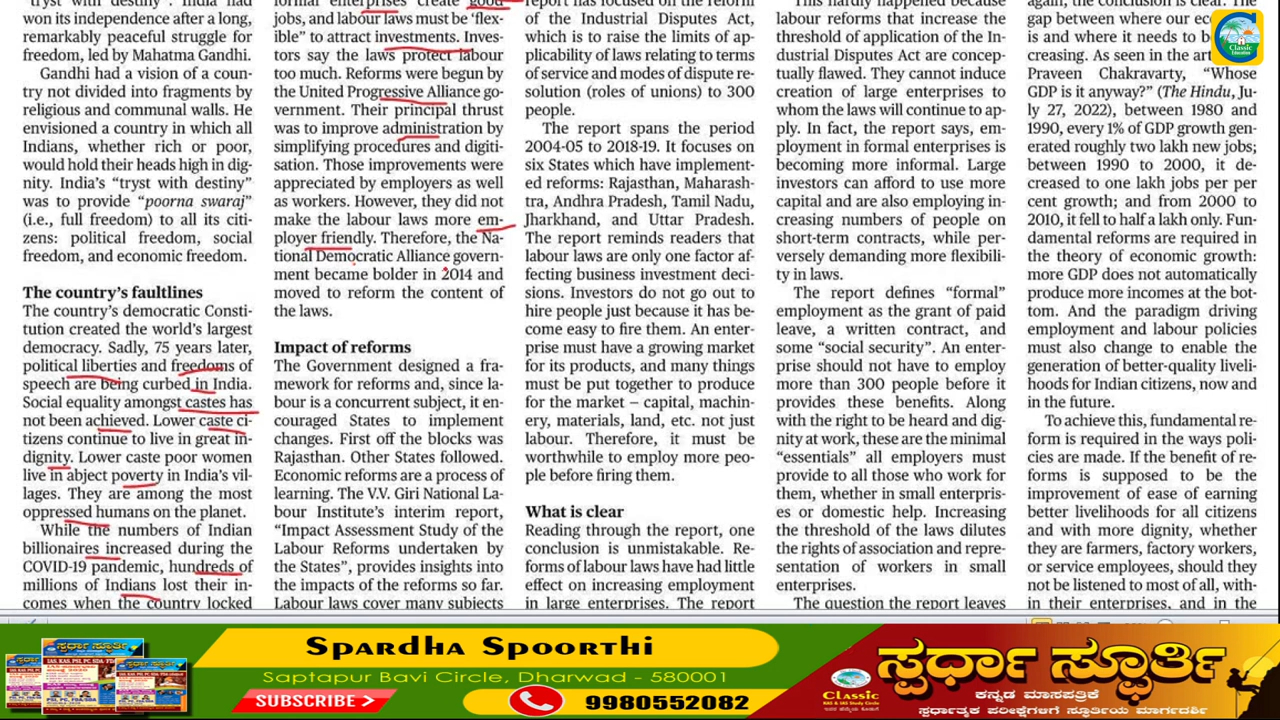 "tryst with destiny". India had
won its independence after a long,
remarkably peaceful struggle for
freedom, led by Mahatma Gandhi.
Gandhi had a vision of a coun-
try not divided into fragments by
religious and communal walls. He
envisioned a country in which all
Indians, whether rich or poor,
would hold their heads high in dig-
nity. India's "tryst with destiny"
was to provide "poorna swaraj"
(i.e., full freedom) to all its citi-
zens: political freedom, social
freedom, and economic freedom.
The country's faultlines
The country's democratic Consti-
tution created the world's largest
democracy. Sadly, 75 years later,
political liberties and freedoms of
speech are being curbed in India.
Social equality amongst castes has
not been achieved. Lower caste ci-
tizens continue to live in great in-
dignity. Lower caste poor women
live in abject poverty in India's vil-
lages. They are among the most
oppressed humans on the planet.
While the numbers of Indian
billionaires increased during the
COVID-19 pandemic, hundreds of
millions of Indians lost their in-
comes when the country locked
formal enterprises create good
jobs, and labour laws must be 'flex-
ible" to attract investments. Inves-
tors say the laws protect labour
too much. Reforms were begun by
the United Progressive Alliance go-
vernment. Their principal thrust
was to improve administration by
simplifying procedures and digiti-
sation. Those improvements were
appreciated by employers as well
as workers. However, they did not
make the labour laws more em-
ployer friendly. Therefore, the Na-
tional Democratic Alliance govern-
ment became bolder in 2014 and
moved to reform the content of
the laws.
Impact of reforms
The Government designed a fra-
mework for reforms and, since la-
bour is a concurrent subject, it en-
couraged States to implement
changes. First off the blocks was
Rajasthan. Other States followed.
Economic reforms are a process of
learning. The V.V. Giri National La-
bour Institute's interim report,
"Impact Assessment Study of the
Labour Reforms undertaken by
the States", provides insights into
the impacts of the reforms so far.
Labour laws cover many subjects
report has focused on the reform
of the Industrial Disputes Act,
which is to raise the limits of ap-
plicability of laws relating to terms
of service and modes of dispute re-
solution (roles of unions) to 300
people.
The report spans the period
2004-05 to 2018-19. It focuses on
six States which have implement-
ed reforms: Rajasthan, Maharash-
tra, Andhra Pradesh, Tamil Nadu,
Jharkhand, and Uttar Pradesh.
The report reminds readers that
labour laws are only one factor af-
fecting business investment deci-
sions. Investors do not go out to
hire people just because it has be-
come easy to fire them. An enter-
prise must have a growing market
for its products, and many things
must be put together to produce
for the market – capital, machin-
ery, materials, land, etc. not just
labour. Therefore, it must be
worthwhile to employ more peo-
ple before firing them.
What is clear
Reading through the report, one
conclusion is unmistakable. Re-
forms of labour laws have had little
effect on increasing employment
in large enterprises. The report
This hardly happened because
labour reforms that increase the
threshold of application of the In-
dustrial Disputes Act are concep-
tually flawed. They cannot induce
creation of large enterprises to
whom the laws will continue to ap-
ply. In fact, the report says, em-
ployment in formal enterprises is
becoming more informal. Large
investors can afford to use more
capital and are also employing in-
creasing numbers of people on
short-term contracts, while per-
versely demanding more flexibili-
ty in laws.
The report defines "formal"
employment as the grant of paid
leave, a written contract, and
some "social security". An enter-
prise should not have to employ
more than 300 people before it
provides these benefits. Along
with the right to be heard and dig-
nity at work, these are the minimal
"essentials" all employers must
provide to all those who work for
them, whether in small enterpris-
es or domestic help. Increasing
the threshold of the laws dilutes
the rights of association and repre-
sentation of workers in small
enterprises.
The question the report leaves
again, the conclusion is clear. The
gap between where our
is and where it needs to
creasing. As seen in the
Praveen Chakravarty, "Whose
GDP is it anyway?" (The Hindu, Ju-
ly 27, 2022), between 1980 and
1990, every 1% of GDP growth gen-
erated roughly two lakh new jobs;
between 1990 to 2000, it de-
creased to one lakh jobs per per
cent growth; and from 2000 to
2010, it fell to half a lakh only. Fun-
damental reforms are required in
the theory of economic growth:
more GDP does not automatically
produce more incomes at the bot-
tom. And the paradigm driving
employment and labour policies
must also change to enable the
generation of better-quality liveli-
hoods for Indian citizens, now and
in the future.
To achieve this, fundamental re-
form is required in the ways poli-
cies are made. If the benefit of re-
forms is supposed to be the
improvement of ease of earning
better livelihoods for all citizens
and with more dignity, whether
they are farmers, factory workers,
or service employees, should they
not be listened to most of all, with-
in their enterprises, and in the
Classic
Education
Spardha Spoorthi
Saptapur Bavi Circle, Dharwad - 580001
SUBSCRIBE
9980552082
Classic
KAS & IAS Study Circle
ಸ್ಪರ್ಧಾ ಸ್ಫೂರ್ತಿ
ಕನ್ನಡ ಮಾಸಪತ್ರಿಕೆ
ಸ್ಪರ್ಧಾತ್ಮಕ ಪರೀಕ್ಷೆಗಳಿಗೆ ಸ್ಫೂರ್ತಿಯ ಮಾರ್ಗದರ್ಶಿ